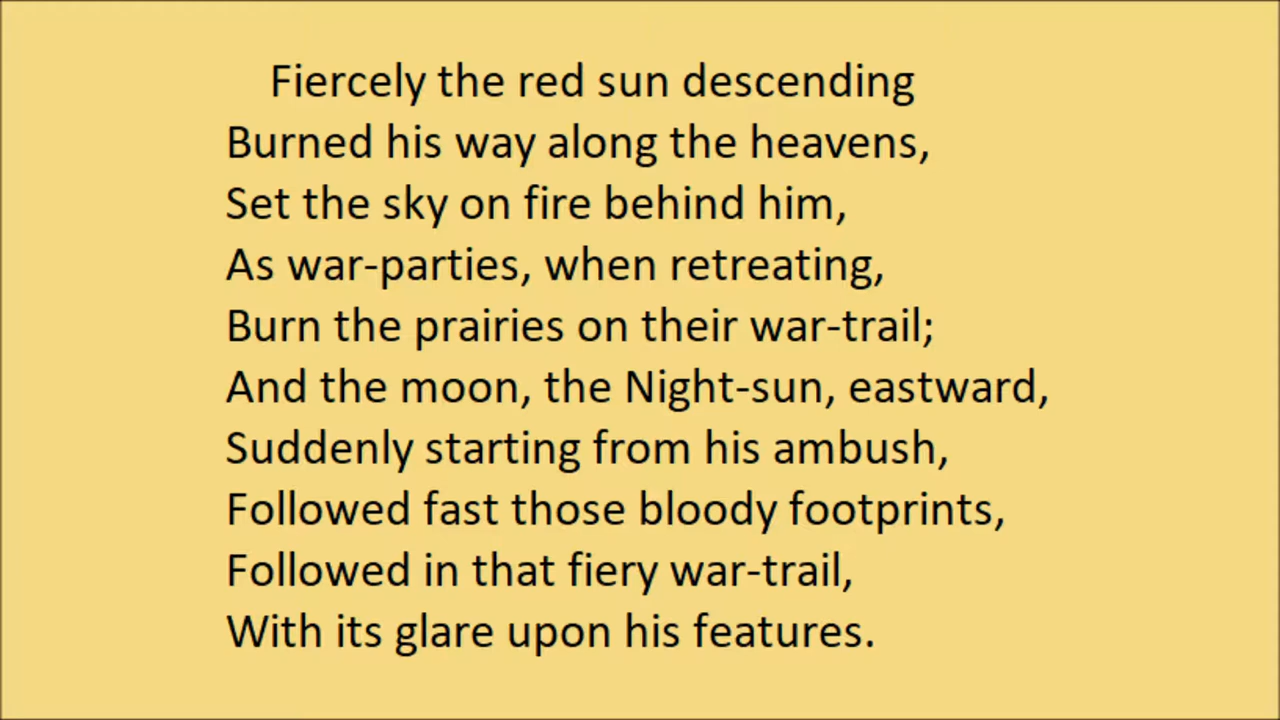 Fiercely the red sun descending
Burned his way along the heavens,
Set the sky on fire behind him,
As war-parties, when retreating,
Burn the prairies on their war-trail;
And the moon, the Night-sun, eastward,
Suddenly starting from his ambush,
Followed fast those bloody footprints,
Followed in that fiery war-trail,
With its glare upon his features.